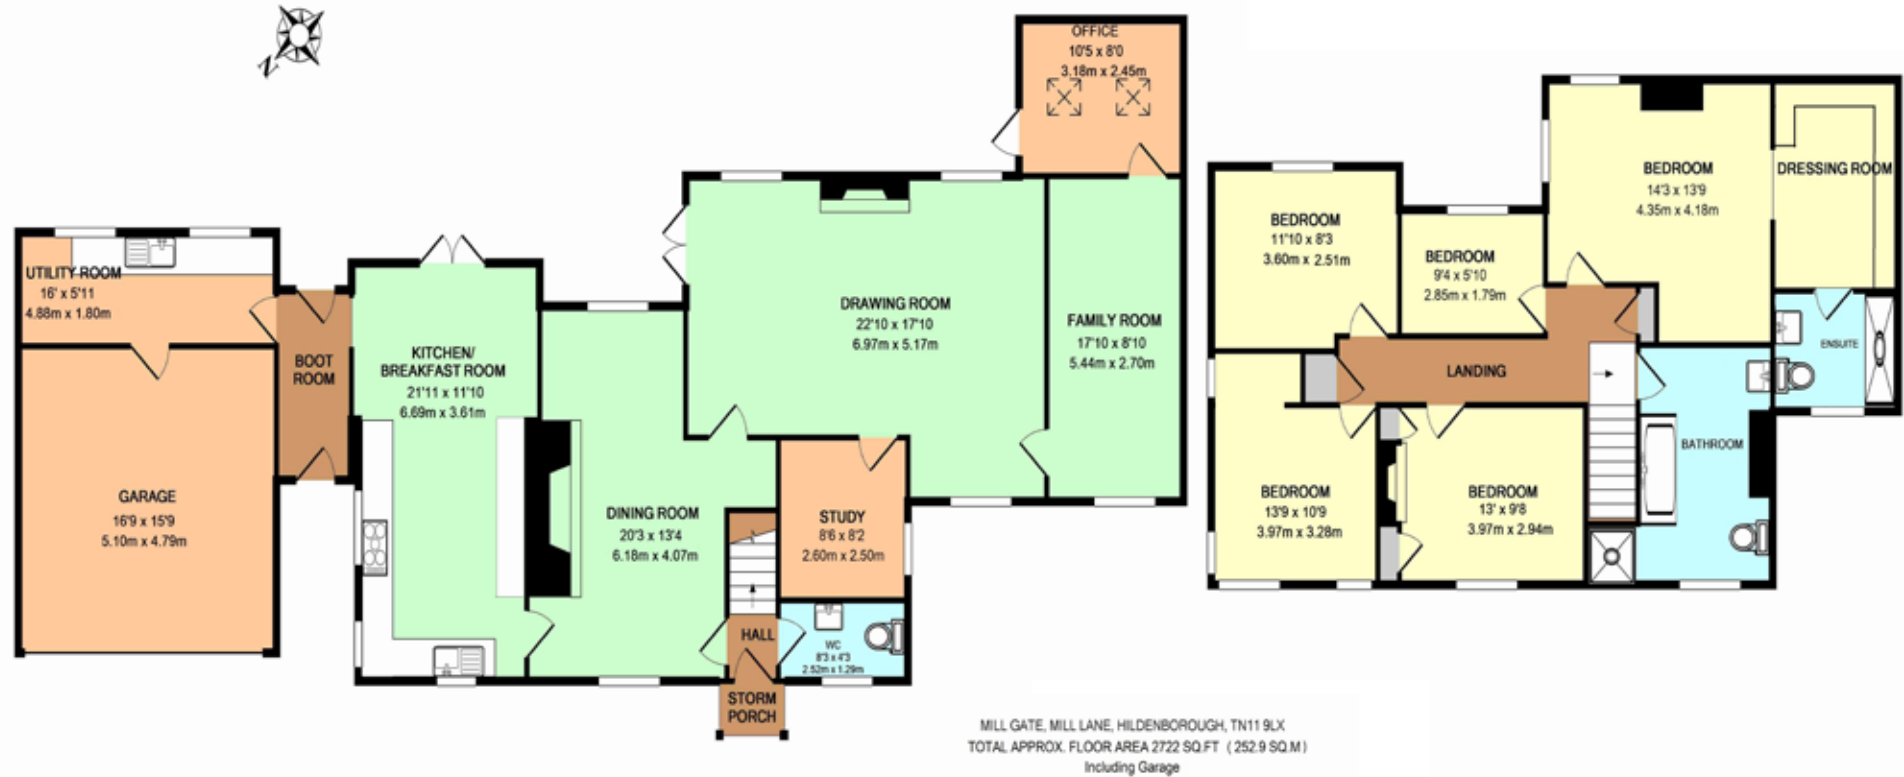 N
OFFICE
10'5 x 8'0
3.18m x 2.45m
UTILITY ROOM
16' x 5'11
4.88m x 1.80m
BOOT
ROOM
GARAGE
16'9 x 15'9
5.10m x 4.79m
KITCHEN/
BREAKFAST ROOM
21'11 x 11'10
6.69m x 3.61m
DRAWING ROOM
22'10 x 17'10
6.97m x 5.17m
FAMILY ROOM
17'10 x 8'10
5.44m x 2.70m
DINING ROOM
20'3 x 13'4
6.18m x 4.07m
STUDY
8'6 x 8'2
2.60m x 2.50m
HALL
WC
8'3 x 4'3
2.52m x 1.29m
STORM
PORCH
BEDROOM
11'10 x 8'3
3.60m x 2.51m
BEDROOM
9'4 x 5'10
2.85m x 1.79m
BEDROOM
14'3 x 13'9
4.35m x 4.18m
DRESSING ROOM
ENSUITE
LANDING
BATHROOM
BEDROOM
13'9 x 10'9
3.97m x 3.28m
BEDROOM
13' x 9'8
3.97m x 2.94m
MILL GATE, MILL LANE, HILDENBOROUGH, TN11 9LX
TOTAL APPROX. FLOOR AREA 2722 SQ.FT ( 252.9 SQ.M )
Including Garage